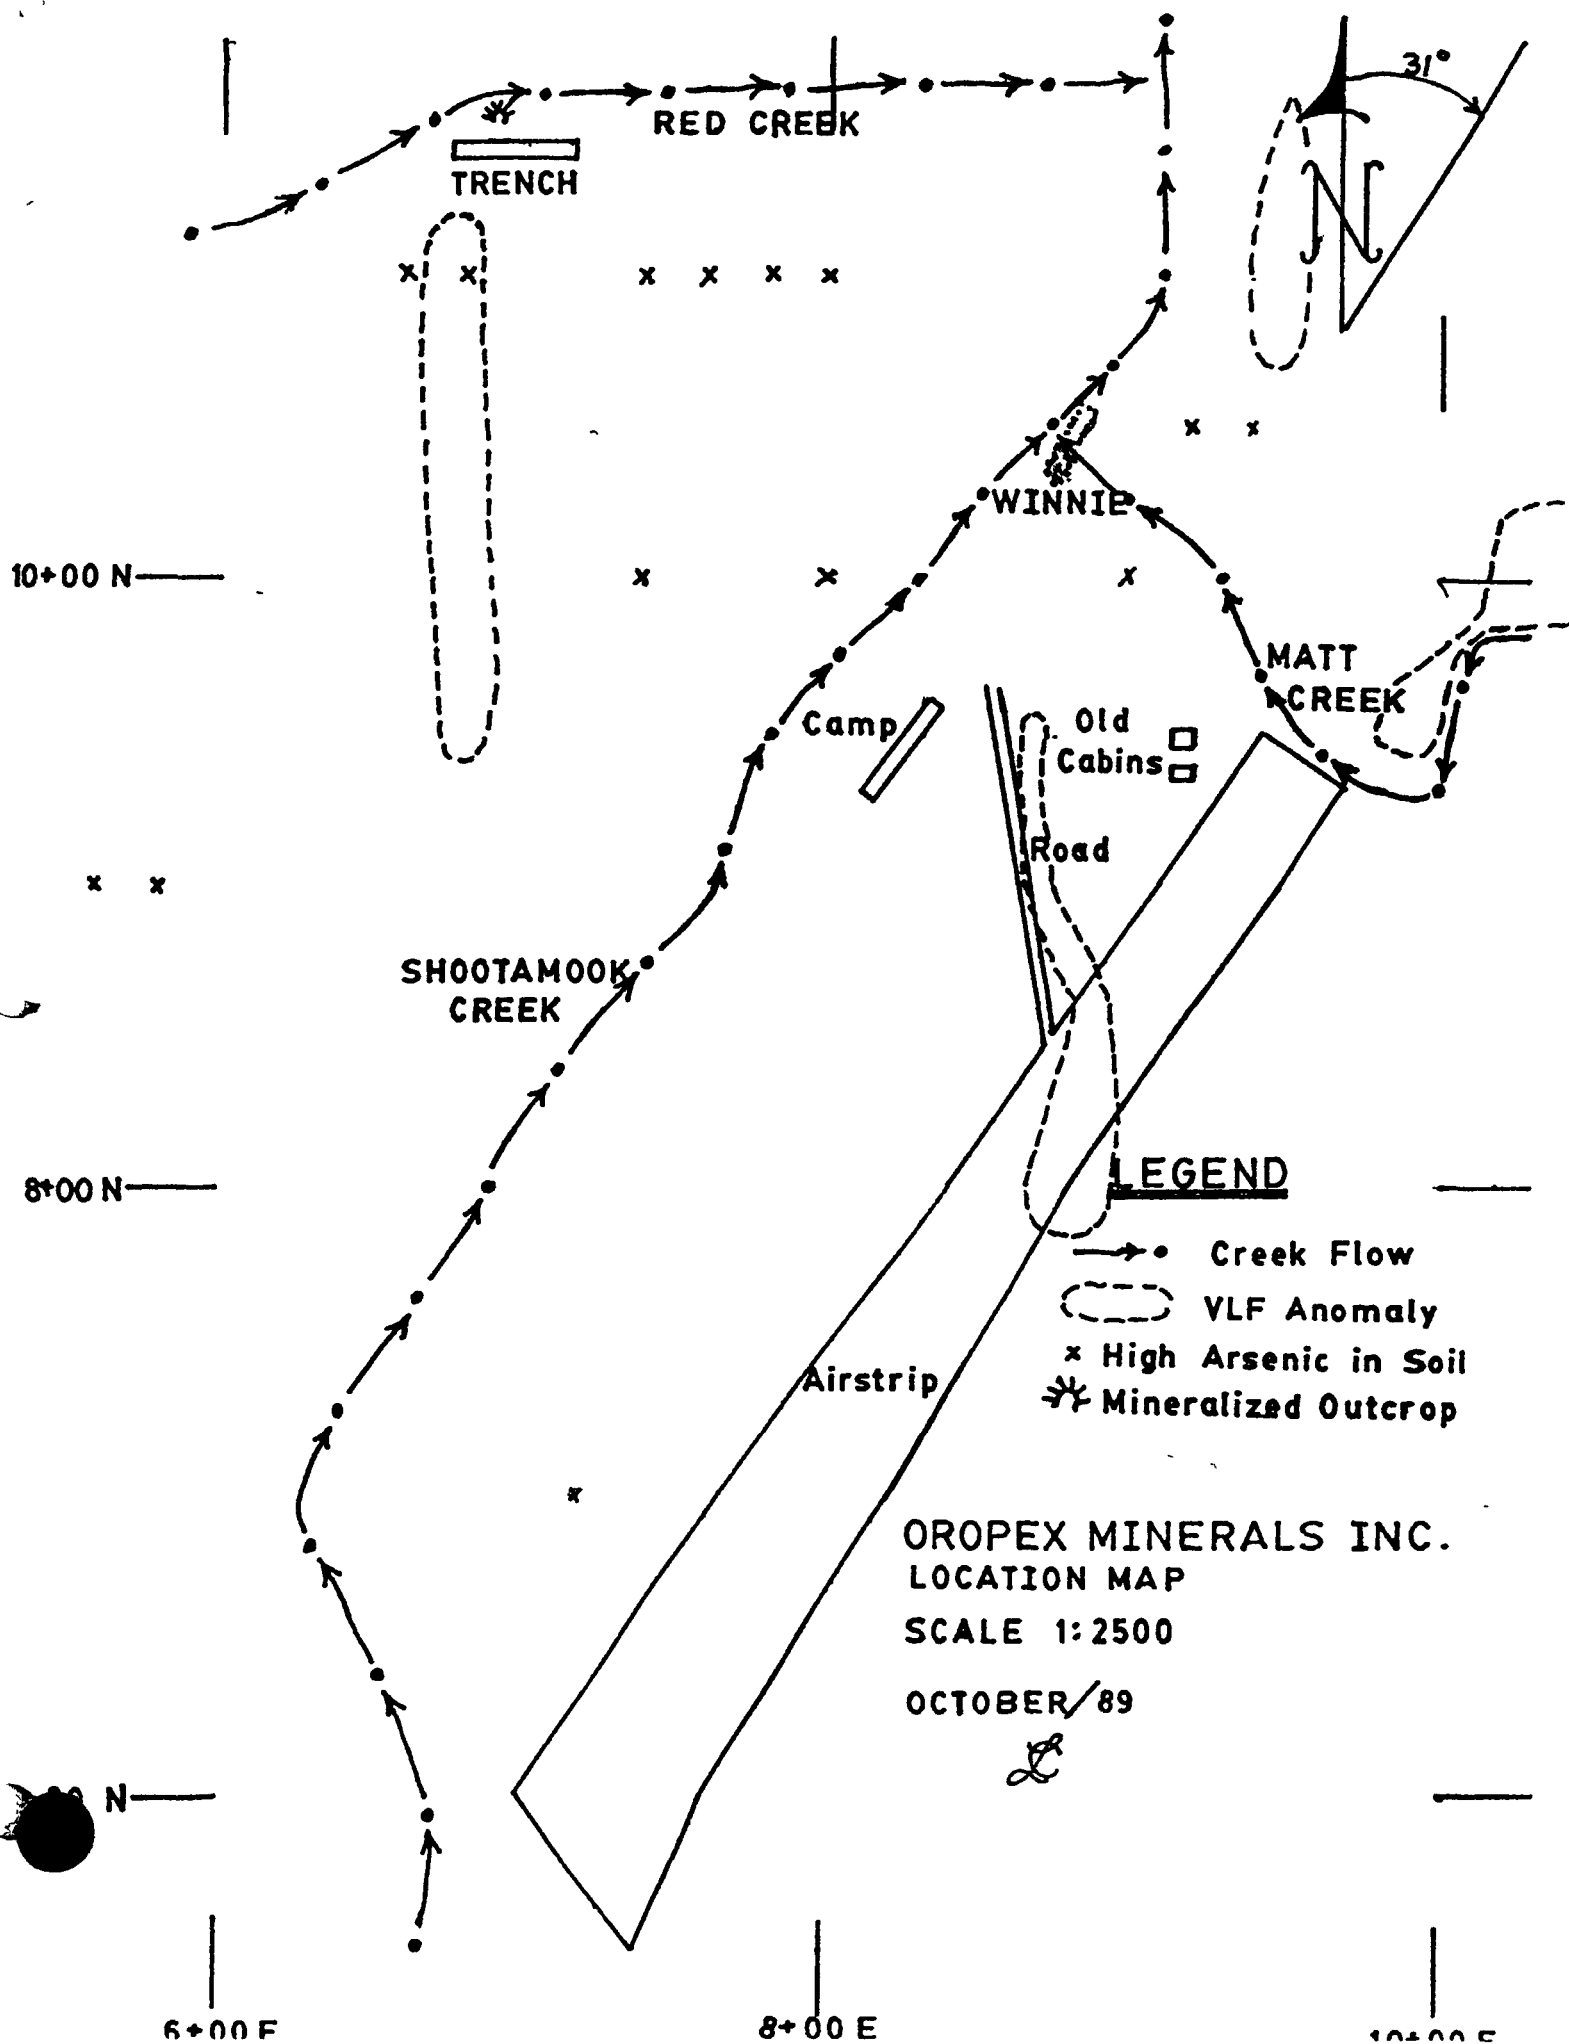 31°
RED CREEK
TRENCH
N
WINNIE
10+00 N
MATT
CREEK
Camp
Old
Cabins
Road
SHOOTAMOOK
CREEK
8+00 N
LEGEND
Creek Flow
VLF Anomaly
x High Arsenic in Soil
Mineralized Outcrop
Airstrip
OROPEX MINERALS INC.
LOCATION MAP
SCALE 1:2500
OCTOBER/89
N
6+00 E
8+00 E
10+00 E